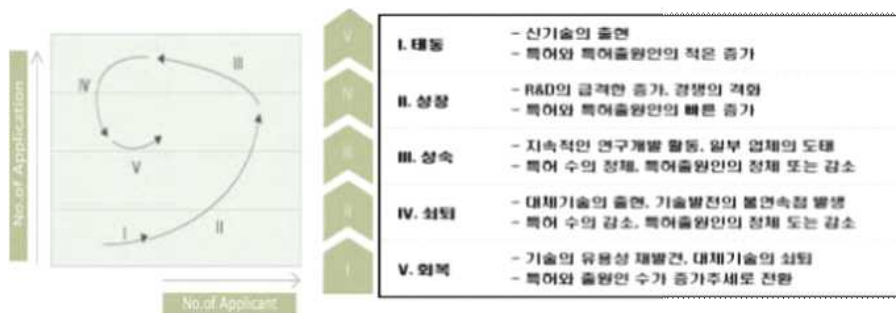 No.of Application
I
II
III
IV
V
No.of Applicant
V
IV
III
II
I
I. 태동
- 신기술의 출현
- 특허와 특허출원인의 적은 증가
II. 성장
- R&D의 급격한 증가, 경쟁의 격화
- 특허와 특허출원인의 빠른 증가
III. 성숙
- 지속적인 연구개발 활동, 일부 업체의 도태
- 특허 수의 정체, 특허출원인의 정체 또는 감소
IV. 쇠퇴
- 대체기술의 출현, 기술발전의 불연속점 발생
- 특허 수의 감소, 특허출원인의 정체 도는 감소
V. 회복
- 기술의 유용성 재발견, 대체기술의 쇠퇴
- 특허와 출원인 수가 증가추세로 전환